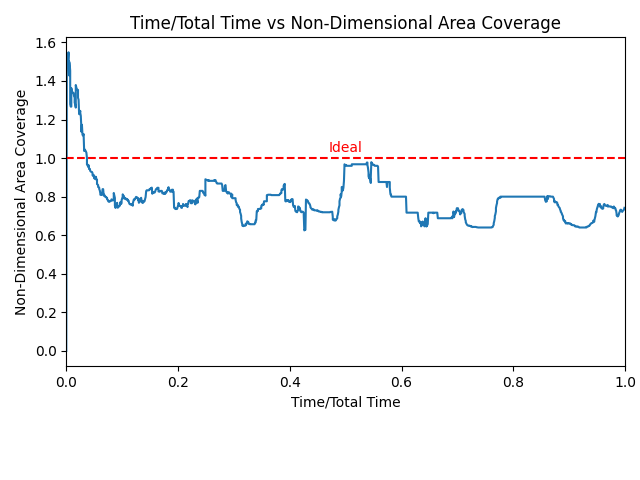 Time/Total Time vs Non-Dimensional Area Coverage
Non-Dimensional Area Coverage
1.6
1.4
1.2
1.0
0.8
0.6
0.4
0.2
0.0
Ideal
0.0 0.2 0.4 0.6 0.8 1.0
Time/Total Time